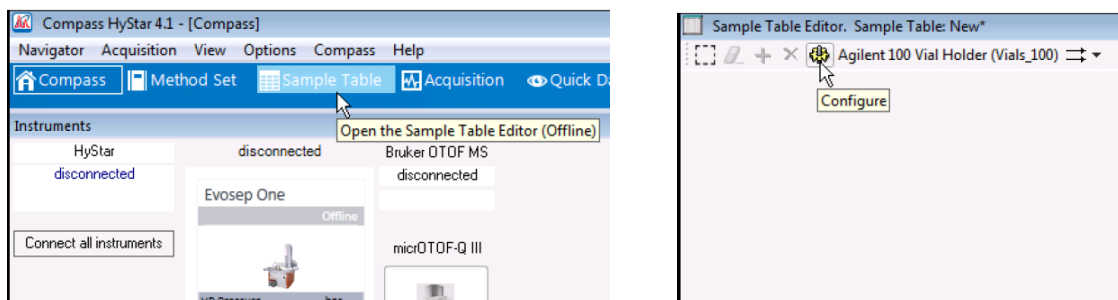 Compass HyStar 4.1 - [Compass]
Navigator Acquisition View Options Compass Help
Compass Method Set Sample Table Acquisition Quick Da
Open the Sample Table Editor (Offline)
Instruments
HyStar disconnected Bruker OTOF MS
disconnected disconnected
Evosep One
Offline
Connect all instruments
micrOTOF-Q III
Sample Table Editor. Sample Table: New*
Agilent 100 Vial Holder (Vials_100)
Configure